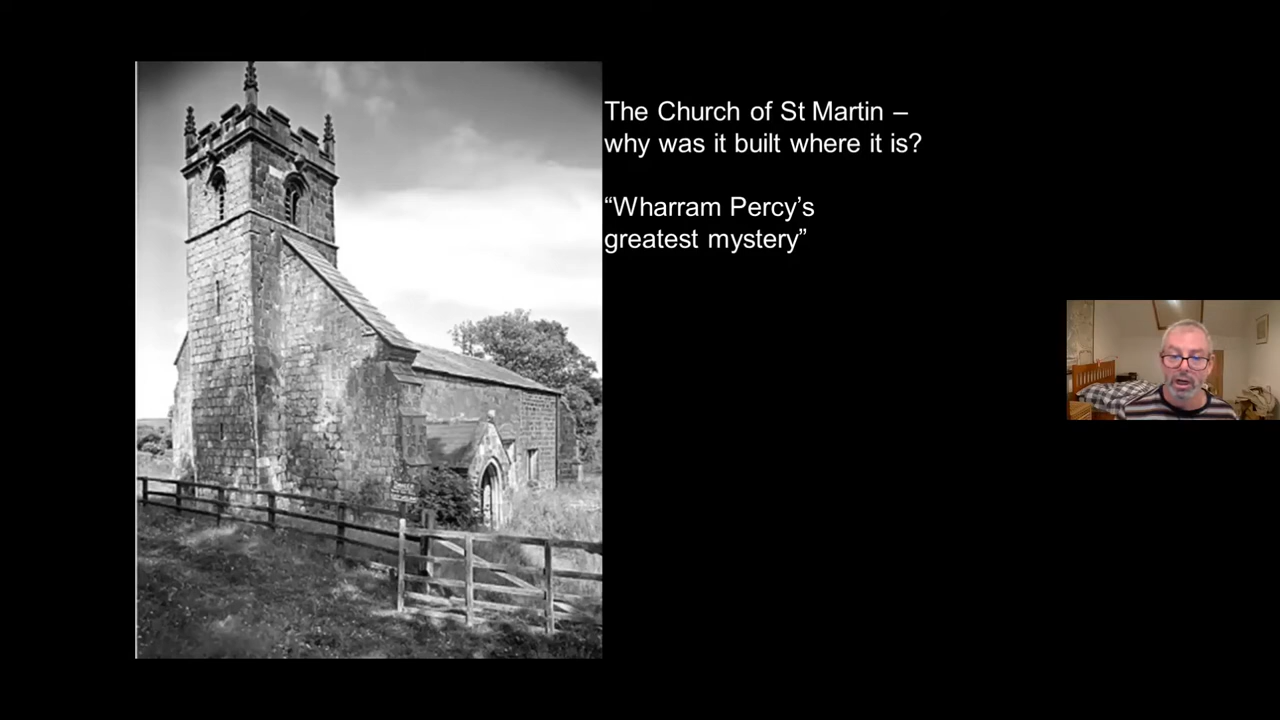 The Church of St Martin –
why was it built where it is?
“Wharram Percy’s
greatest mystery”